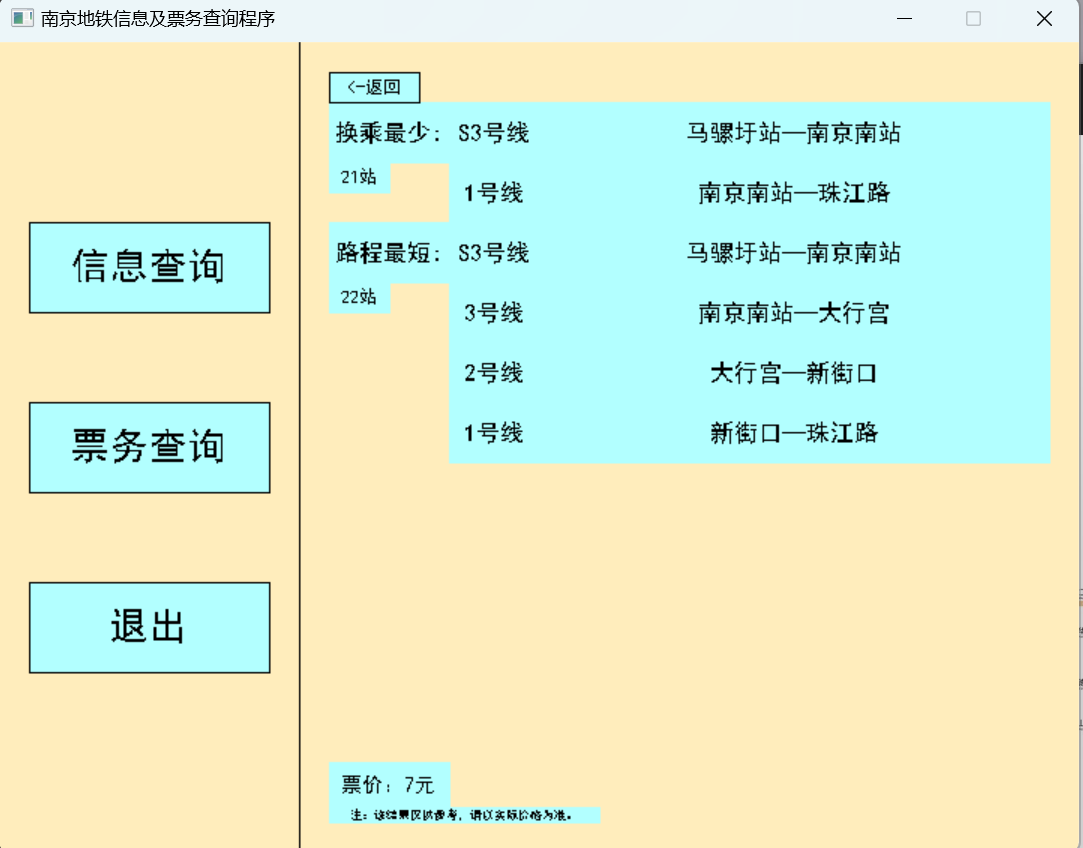 南京地铁信息及票务查询程序
<-返回
换乘最少: S3号线 马骡圩站—南京南站
21站
1号线 南京南站—珠江路
路程最短: S3号线 马骡圩站—南京南站
22站
3号线 南京南站—大行宫
2号线 大行宫—新街口
1号线 新街口—珠江路
信息查询
票务查询
退出
票价: 7元
注: 该结果仅供参考, 请以实际价格为准。